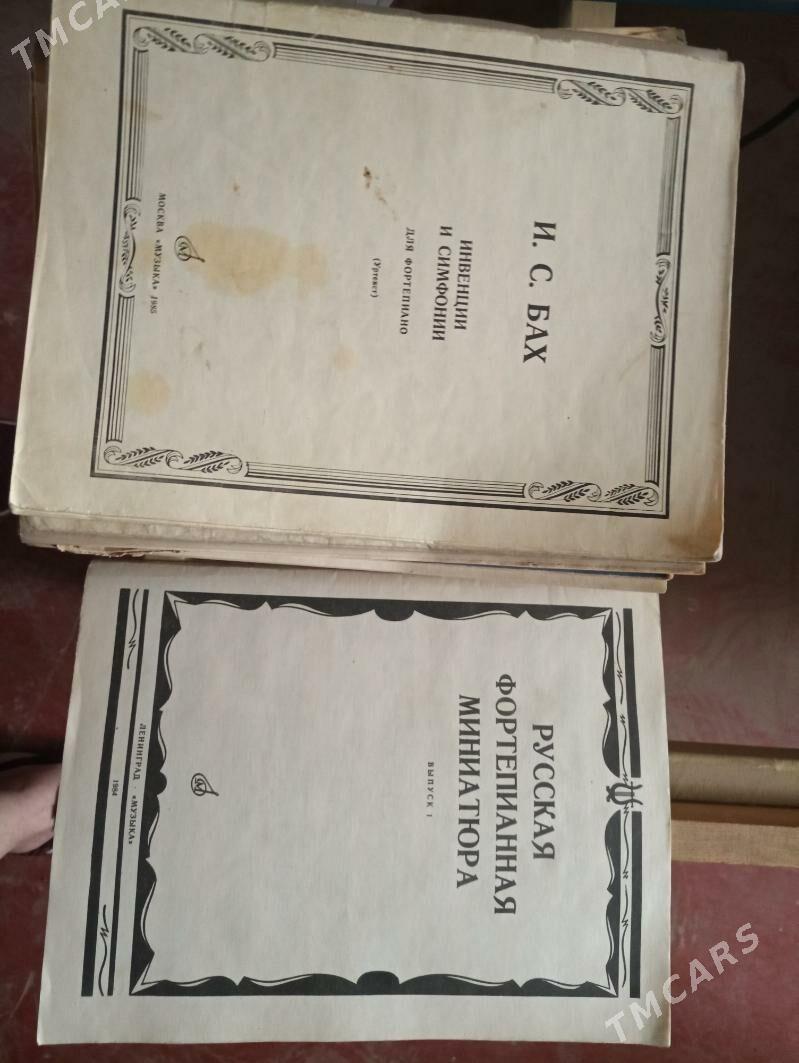 И. С. БАХ
ИНВЕНЦИИ
И СИМФОНИИ
ДЛЯ ФОРТЕПИАНО
(Уртекст)
МОСКВА «МУЗЫКА» 1985
РУССКАЯ
ФОРТЕПИАННАЯ
МИНИАТЮРА
ВЫПУСК 1
ЛЕНИНГРАД · «МУЗЫКА»
1984
TMCARS
TMCARS